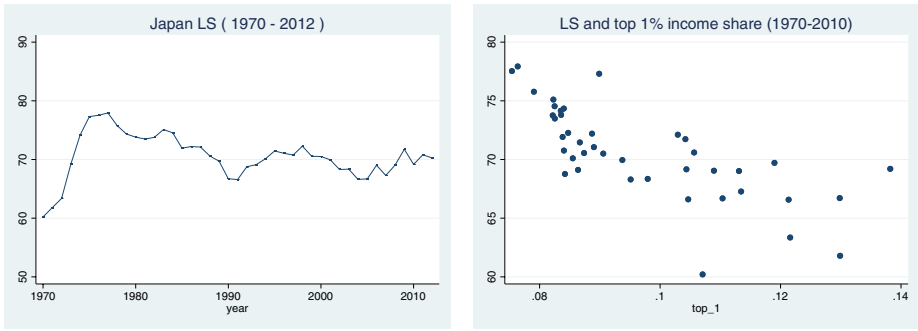 Japan LS ( 1970 - 2012 )
90
80
70
60
50
1970 1980 1990 2000 2010
year
LS and top 1% income share (1970-2010)
80
75
70
65
60
.08 .1 .12 .14
top_1